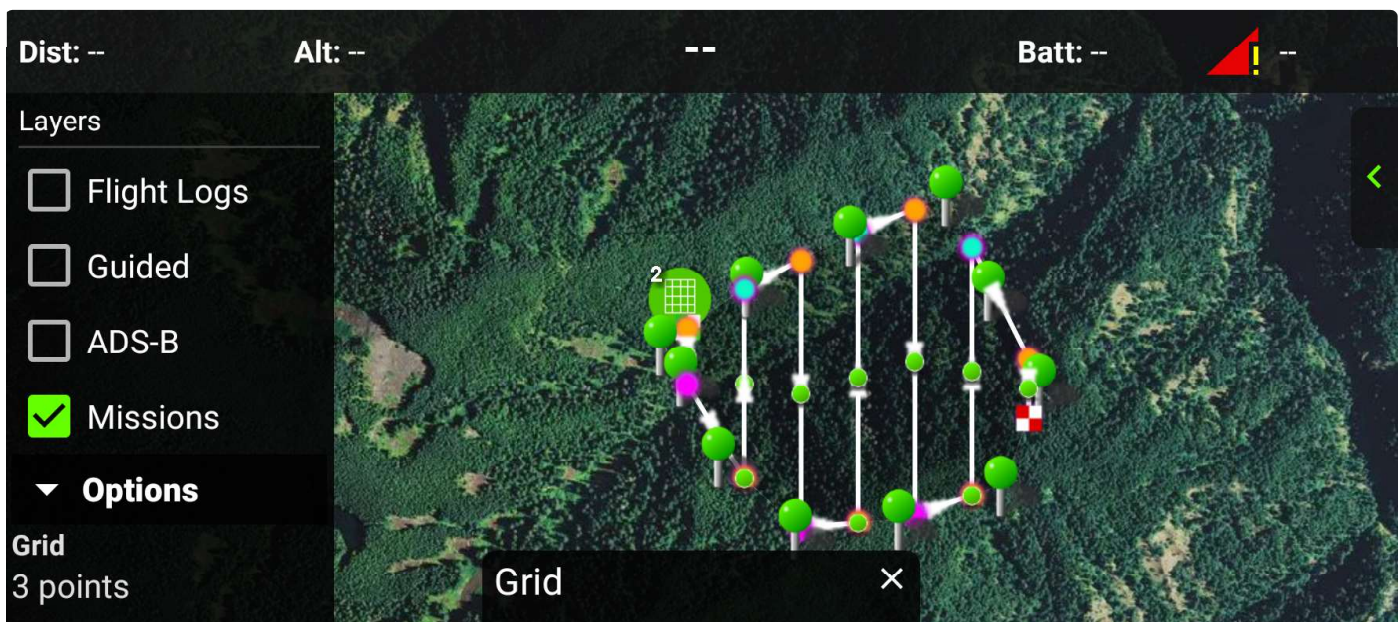 Dist: -- Alt: -- -- Batt: -- --
Layers
Flight Logs
Guided
ADS-B
Missions
Options
Grid
3 points
2
Grid